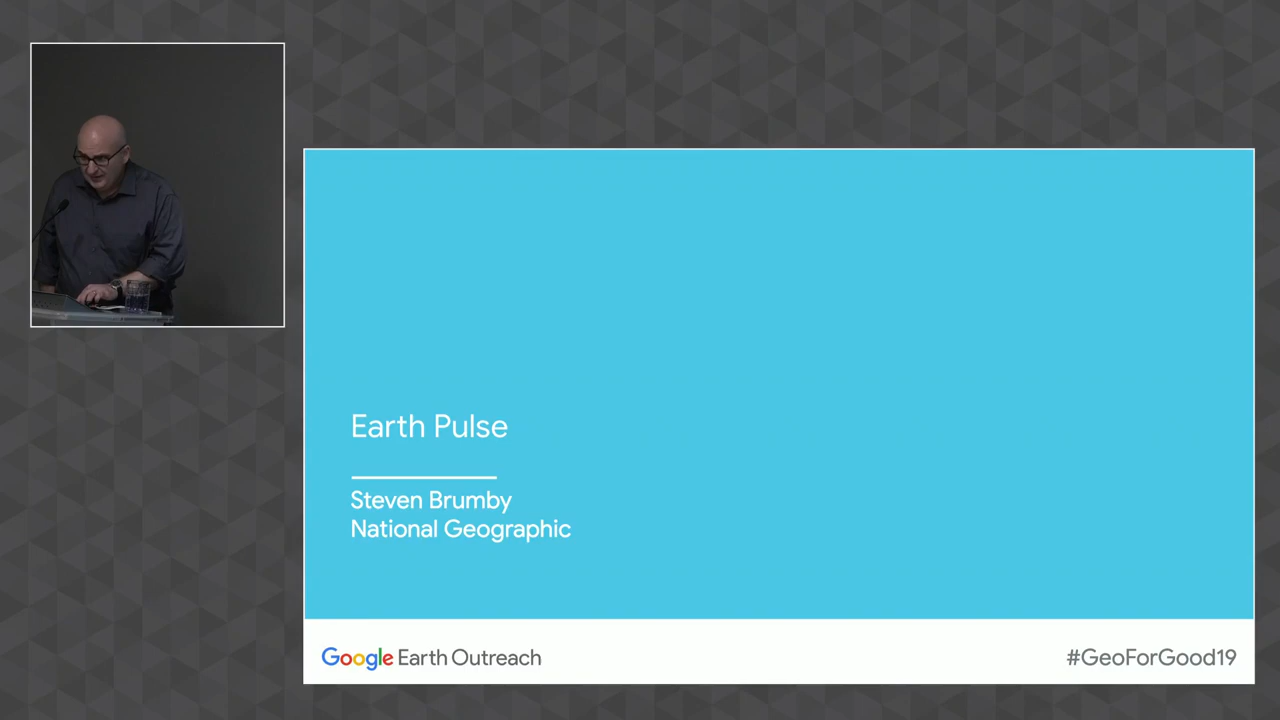 Earth Pulse
Steven Brumby
National Geographic
Google Earth Outreach
#GeoForGood19